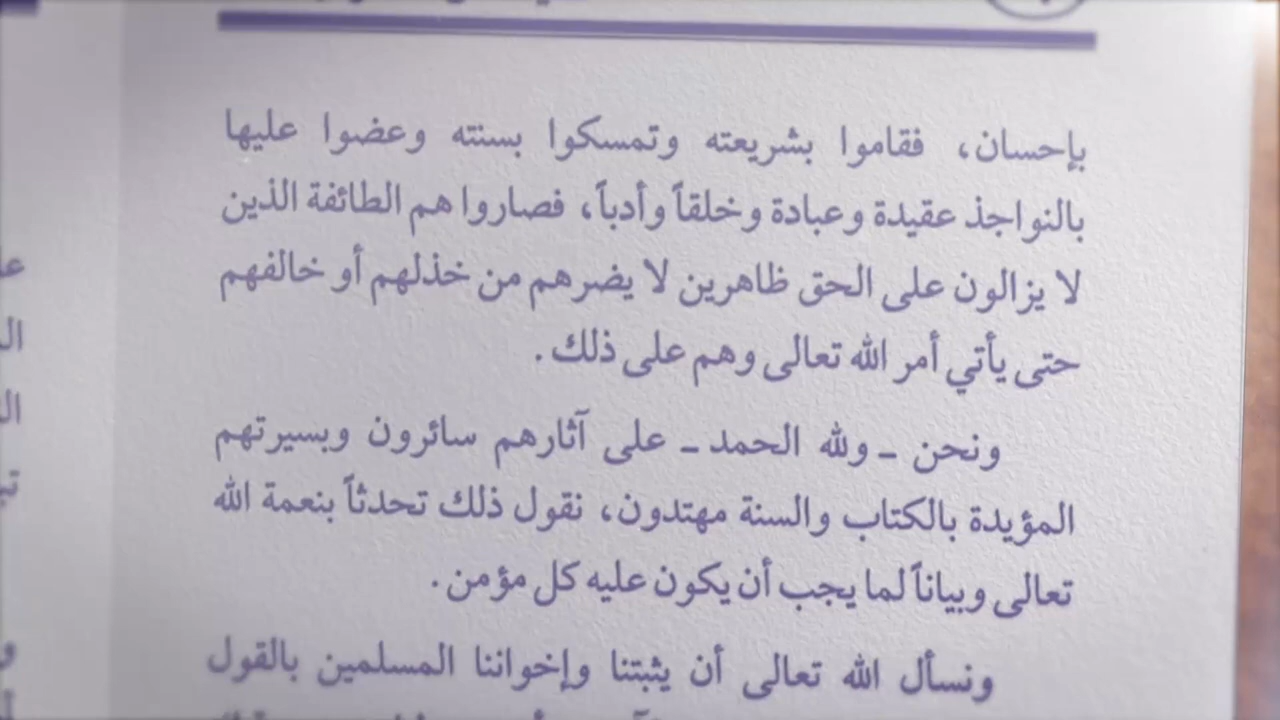 بإحسان، فقاموا بشريعته وتمسكوا بسنته وعضوا عليها
بالنواجذ عقيدة وعبادة وخلقاً وأدباً، فصاروا هم الطائفة الذين
لا يزالون على الحق ظاهرين لا يضرهم من خذلهم أو خالفهم
حتى يأتي أمر الله تعالى وهم على ذلك.
ونحن ـ ولله الحمد ـ على آثارهم سائرون وبسيرتهم
المؤيدة بالكتاب والسنة مهتدون، نقول ذلك تحدثاً بنعمة الله
تعالى وبياناً لما يجب أن يكون عليه كل مؤمن.
ونسأل الله تعالى أن يثبتنا وإخواننا المسلمين بالقول